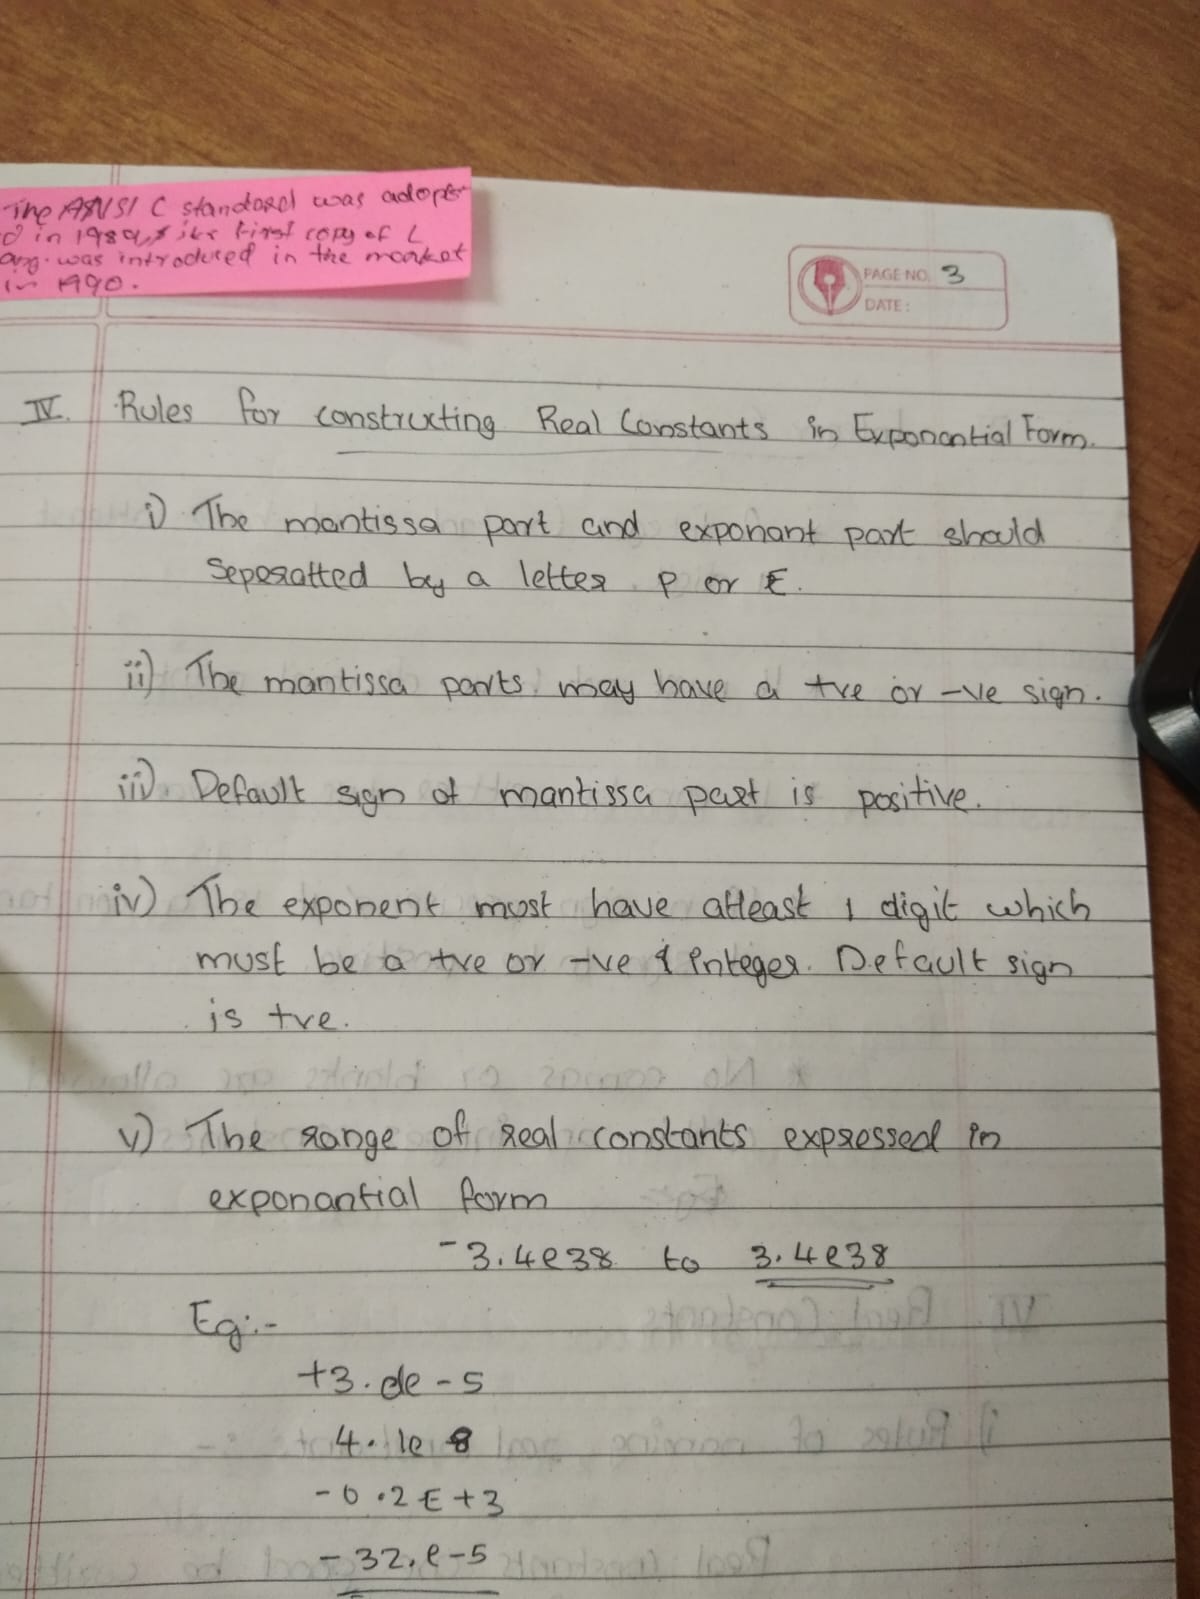 The ANSI C standard was adopte
d in 1989, & its first copy of C
lang. was introduced in the market
in 1990.
PAGE NO. 3
DATE:
IV. Rules for constructing Real Constants in Exponential Form.
i) The mantissa part and exponant part should
Seperatted by a letter P or E.
ii) The mantissa parts may have a +ve or -ve sign.
iii) Default sign of mantissa part is positive.
iv) The exponent must have atleast 1 digit which
must be a +ve or -ve & integer. Default sign
is +ve.
v) The range of real constants expressed in
exponantial form
-3.4e38 to 3.4e38
Eg:-
+3. e-5
4.1e 8
-0.2E+3
-32.e-5